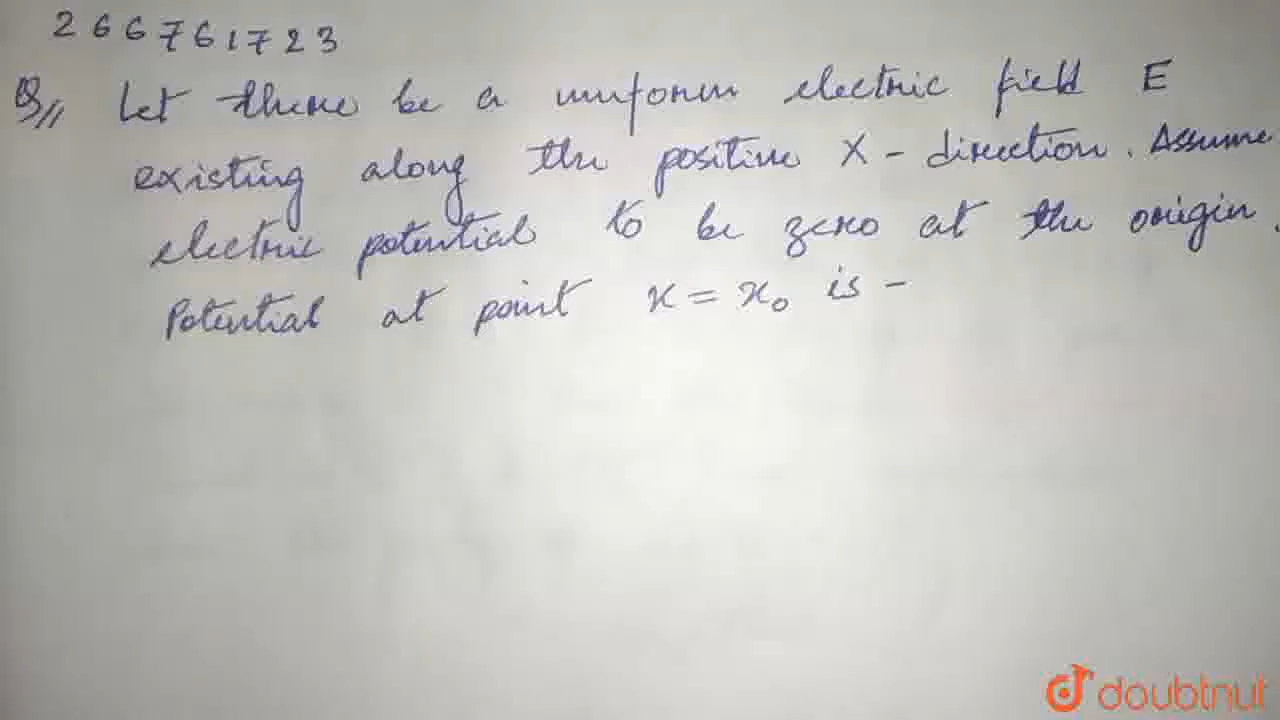 266761723
Q// Let there be a uniform electric field E
existing along the positive X - direction. Assume
electric potential to be zero at the origin.
Potential at point x = x₀ is -
doubtnut